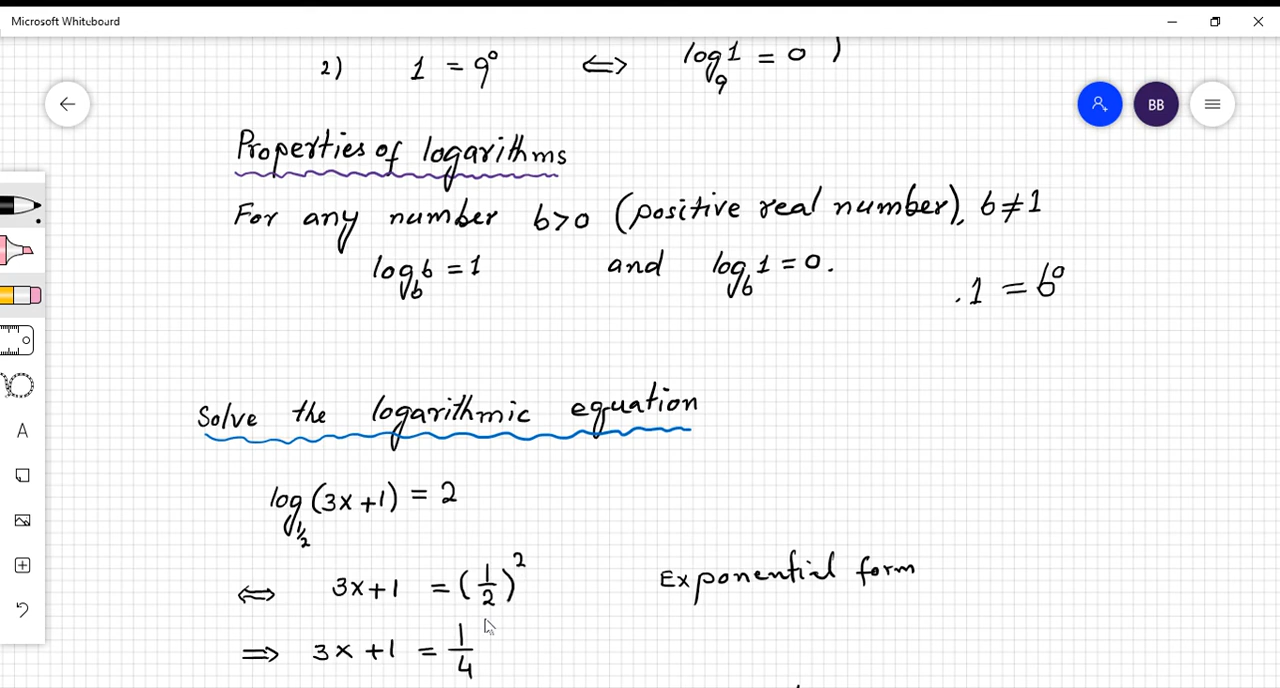 Microsoft Whiteboard
2) 1 = 9⁰ ⟺ log₉1 = 0 )
BB
Properties of logarithms
For any number b>0 (positive real number), b≠1
log_b b = 1 and log_b 1 = 0. .1 = b⁰
Solve the logarithmic equation
A
log_{1/2}(3x+1) = 2
⟺ 3x+1 = (1/2)² Exponential form
⟹ 3x+1 = 1/4